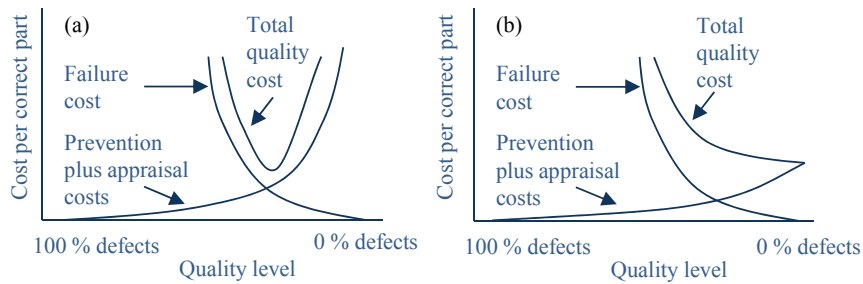 (a)
Cost per correct part
Failure
cost
Total
quality
cost
Prevention
plus appraisal
costs
100 % defects
0 % defects
Quality level
(b)
Cost per correct part
Failure
cost
Total
quality
cost
Prevention
plus appraisal
costs
100 % defects
0 % defects
Quality level